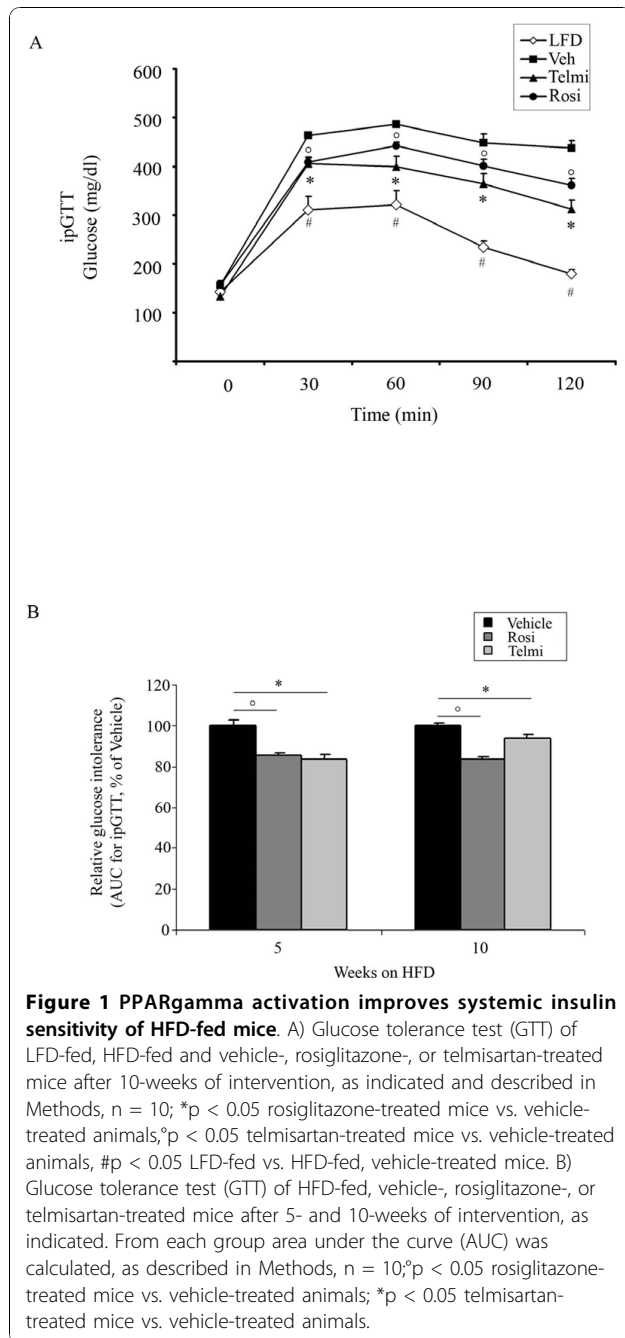 A
LFD
Veh
Telmi
Rosi
600
500
400
300
200
100
ipGTT
Glucose (mg/dl)
° ° ° °
* * * *
# # # #
0 30 60 90 120
Time (min)
B
Vehicle
Rosi
Telmi
120
100
80
60
40
20
0
Relative glucose intolerance
(AUC for ipGTT, % of Vehicle)
* *
° °
5 10
Weeks on HFD
Figure 1 PPARgamma activation improves systemic insulin
sensitivity of HFD-fed mice. A) Glucose tolerance test (GTT) of
LFD-fed, HFD-fed and vehicle-, rosiglitazone-, or telmisartan-treated
mice after 10-weeks of intervention, as indicated and described in
Methods, n = 10; *p < 0.05 rosiglitazone-treated mice vs. vehicle-
treated animals,°p < 0.05 telmisartan-treated mice vs. vehicle-treated
animals, #p < 0.05 LFD-fed vs. HFD-fed, vehicle-treated mice. B)
Glucose tolerance test (GTT) of HFD-fed, vehicle-, rosiglitazone-, or
telmisartan-treated mice after 5- and 10-weeks of intervention, as
indicated. From each group area under the curve (AUC) was
calculated, as described in Methods, n = 10;°p < 0.05 rosiglitazone-
treated mice vs. vehicle-treated animals; *p < 0.05 telmisartan-
treated mice vs. vehicle-treated animals.